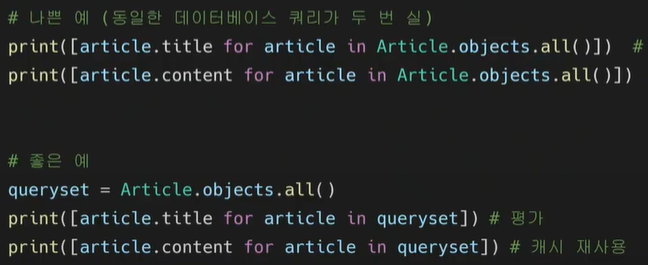 # 나쁜 예 (동일한 데이터베이스 쿼리가 두 번 실)
print([article.title for article in Article.objects.all()])  #
print([article.content for article in Article.objects.all()])
# 좋은 예
queryset = Article.objects.all()
print([article.title for article in queryset]) # 평가
print([article.content for article in queryset]) # 캐시 재사용